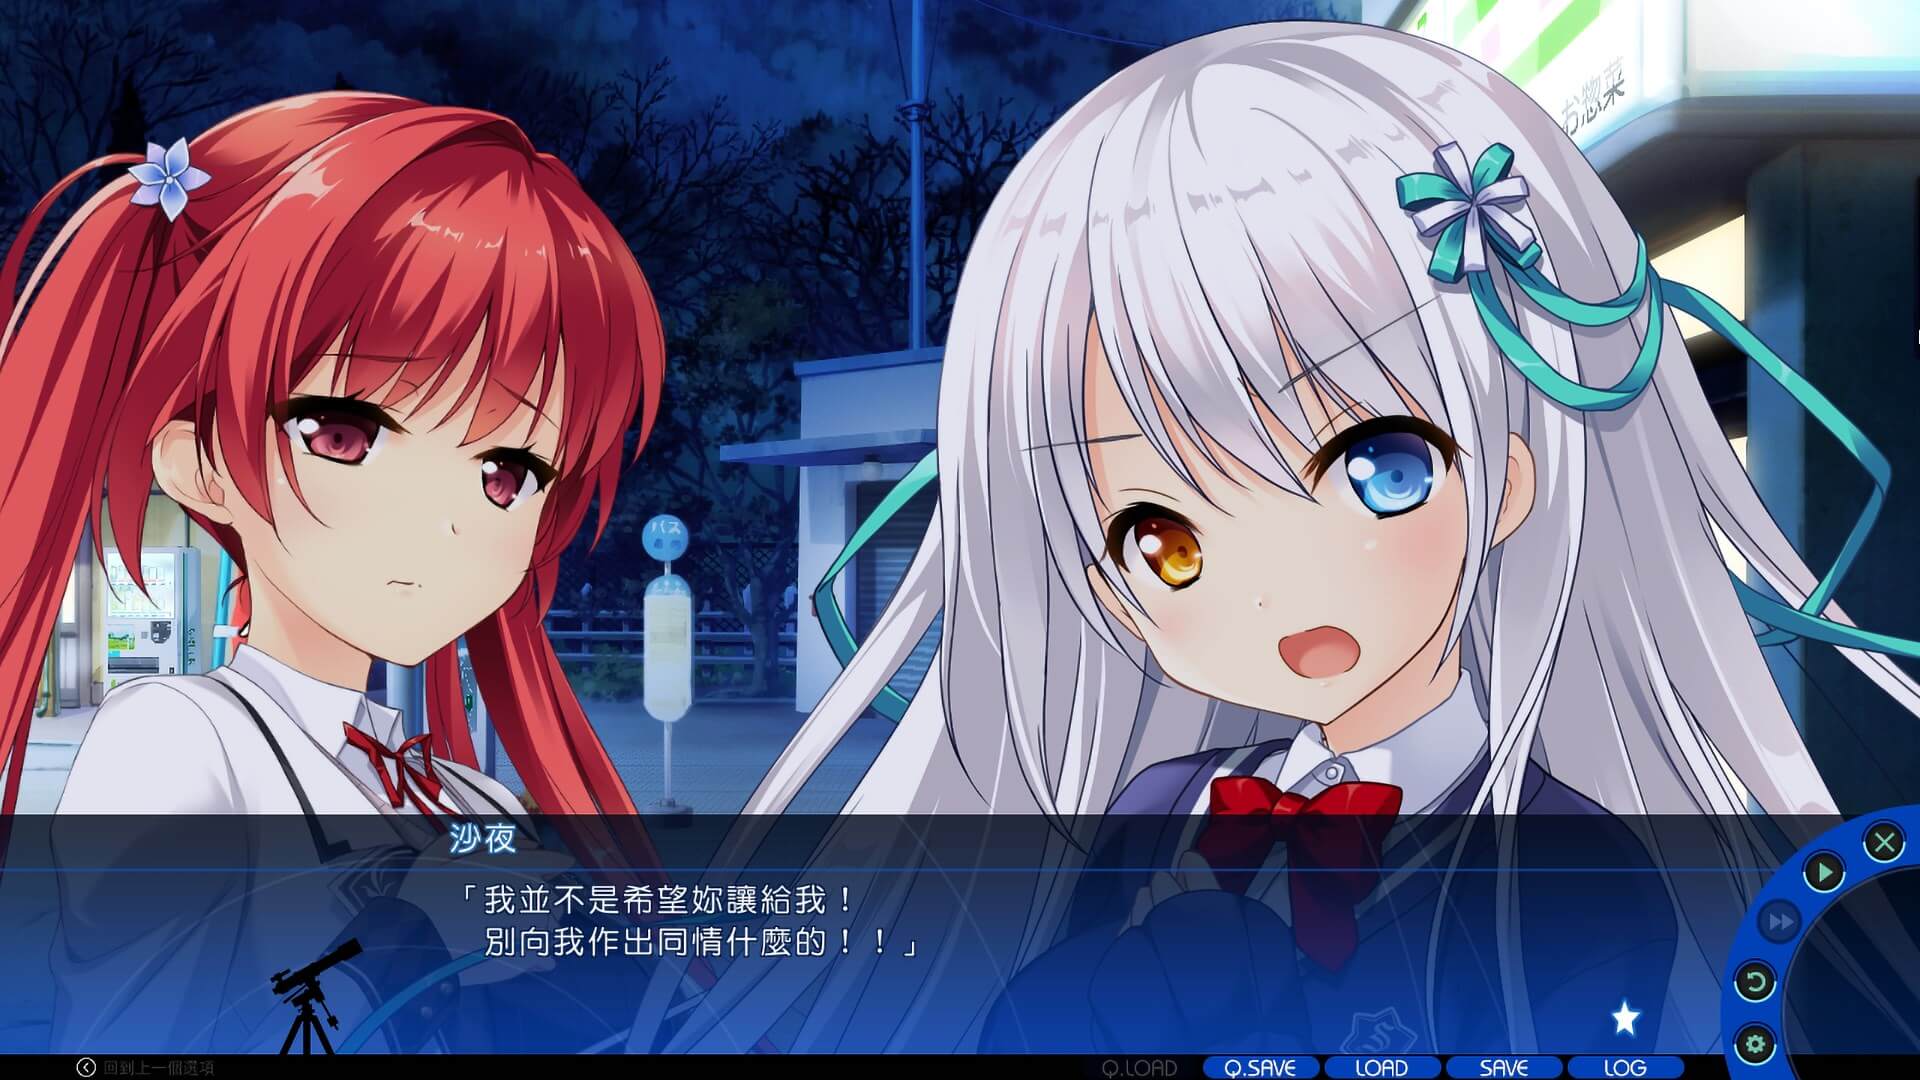 お惣菜
バス
沙夜
「我並不是希望妳讓給我！
別向我作出同情什麼的！！」
回到上一個選項
Q.LOAD
Q.SAVE
LOAD
SAVE
LOG